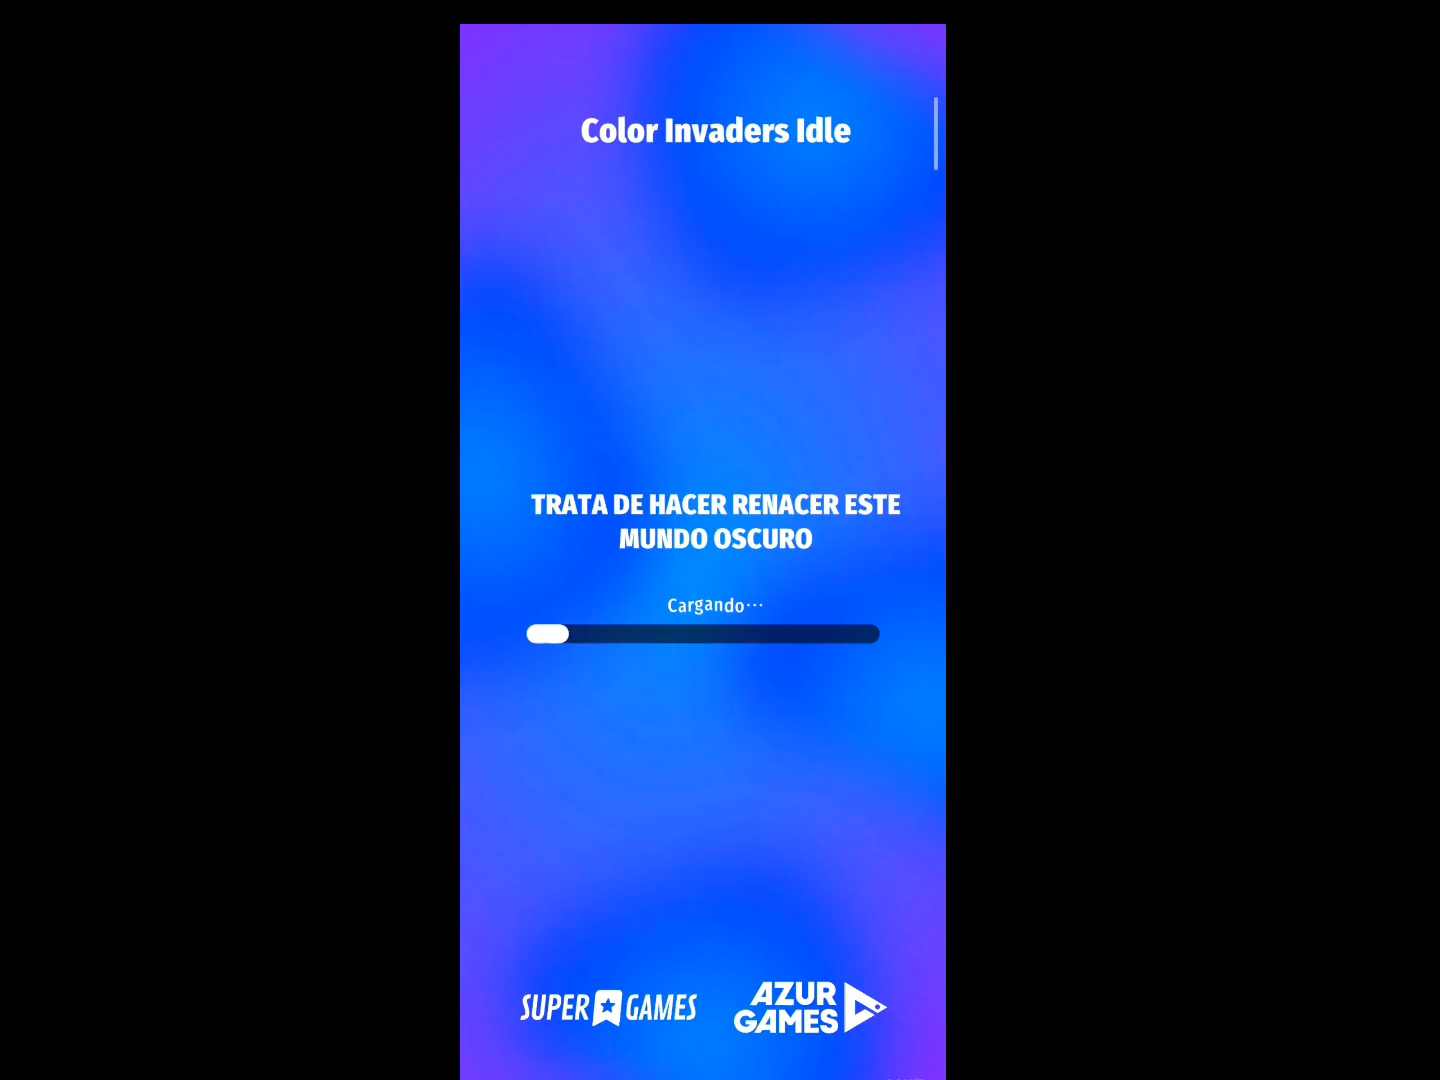 Color Invaders Idle
TRATA DE HACER RENACER ESTE
MUNDO OSCURO
Cargando...
SUPER GAMES
AZUR
GAMES